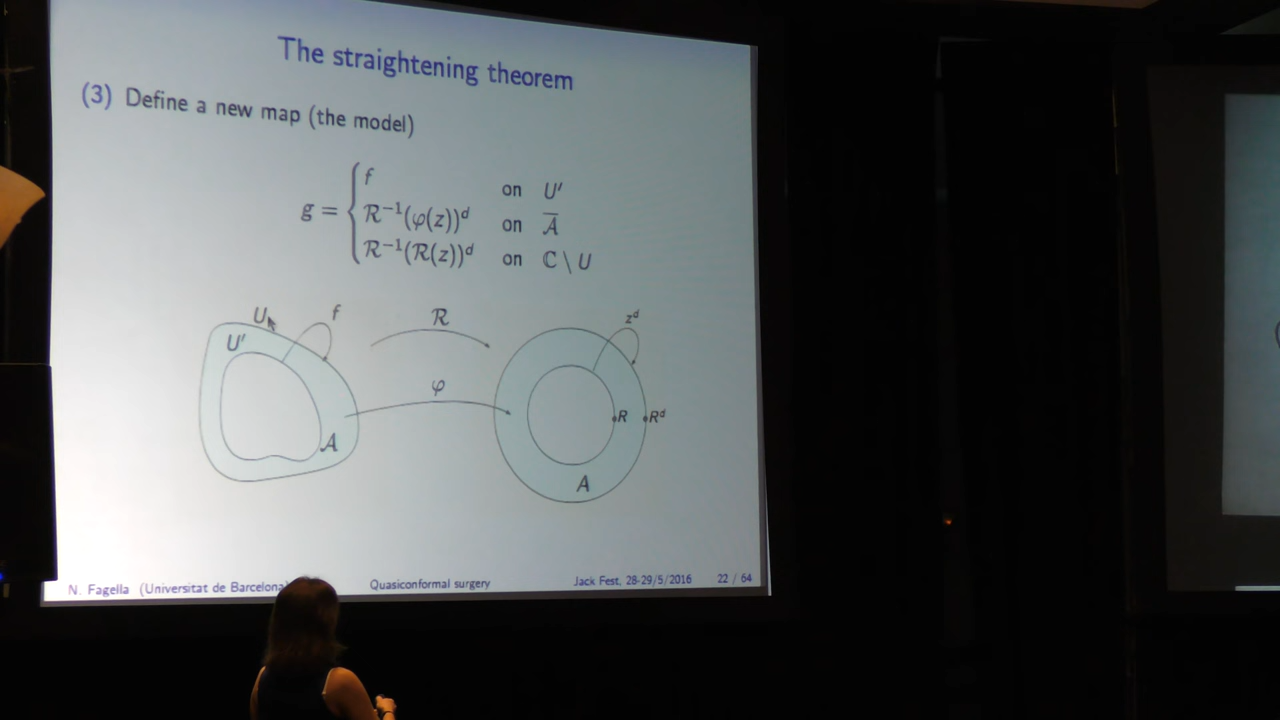 The straightening theorem
(3) Define a new map (the model)
g = { f on U′
R⁻¹(φ(z))ᵈ on A̅
R⁻¹(R(z))ᵈ on ℂ \ U
U f R zᵈ
U′
φ
R Rᵈ
A
A
N. Fagella (Universitat de Barcelona Quasiconformal surgery Jack Fest, 28-29/5/2016 22 / 64